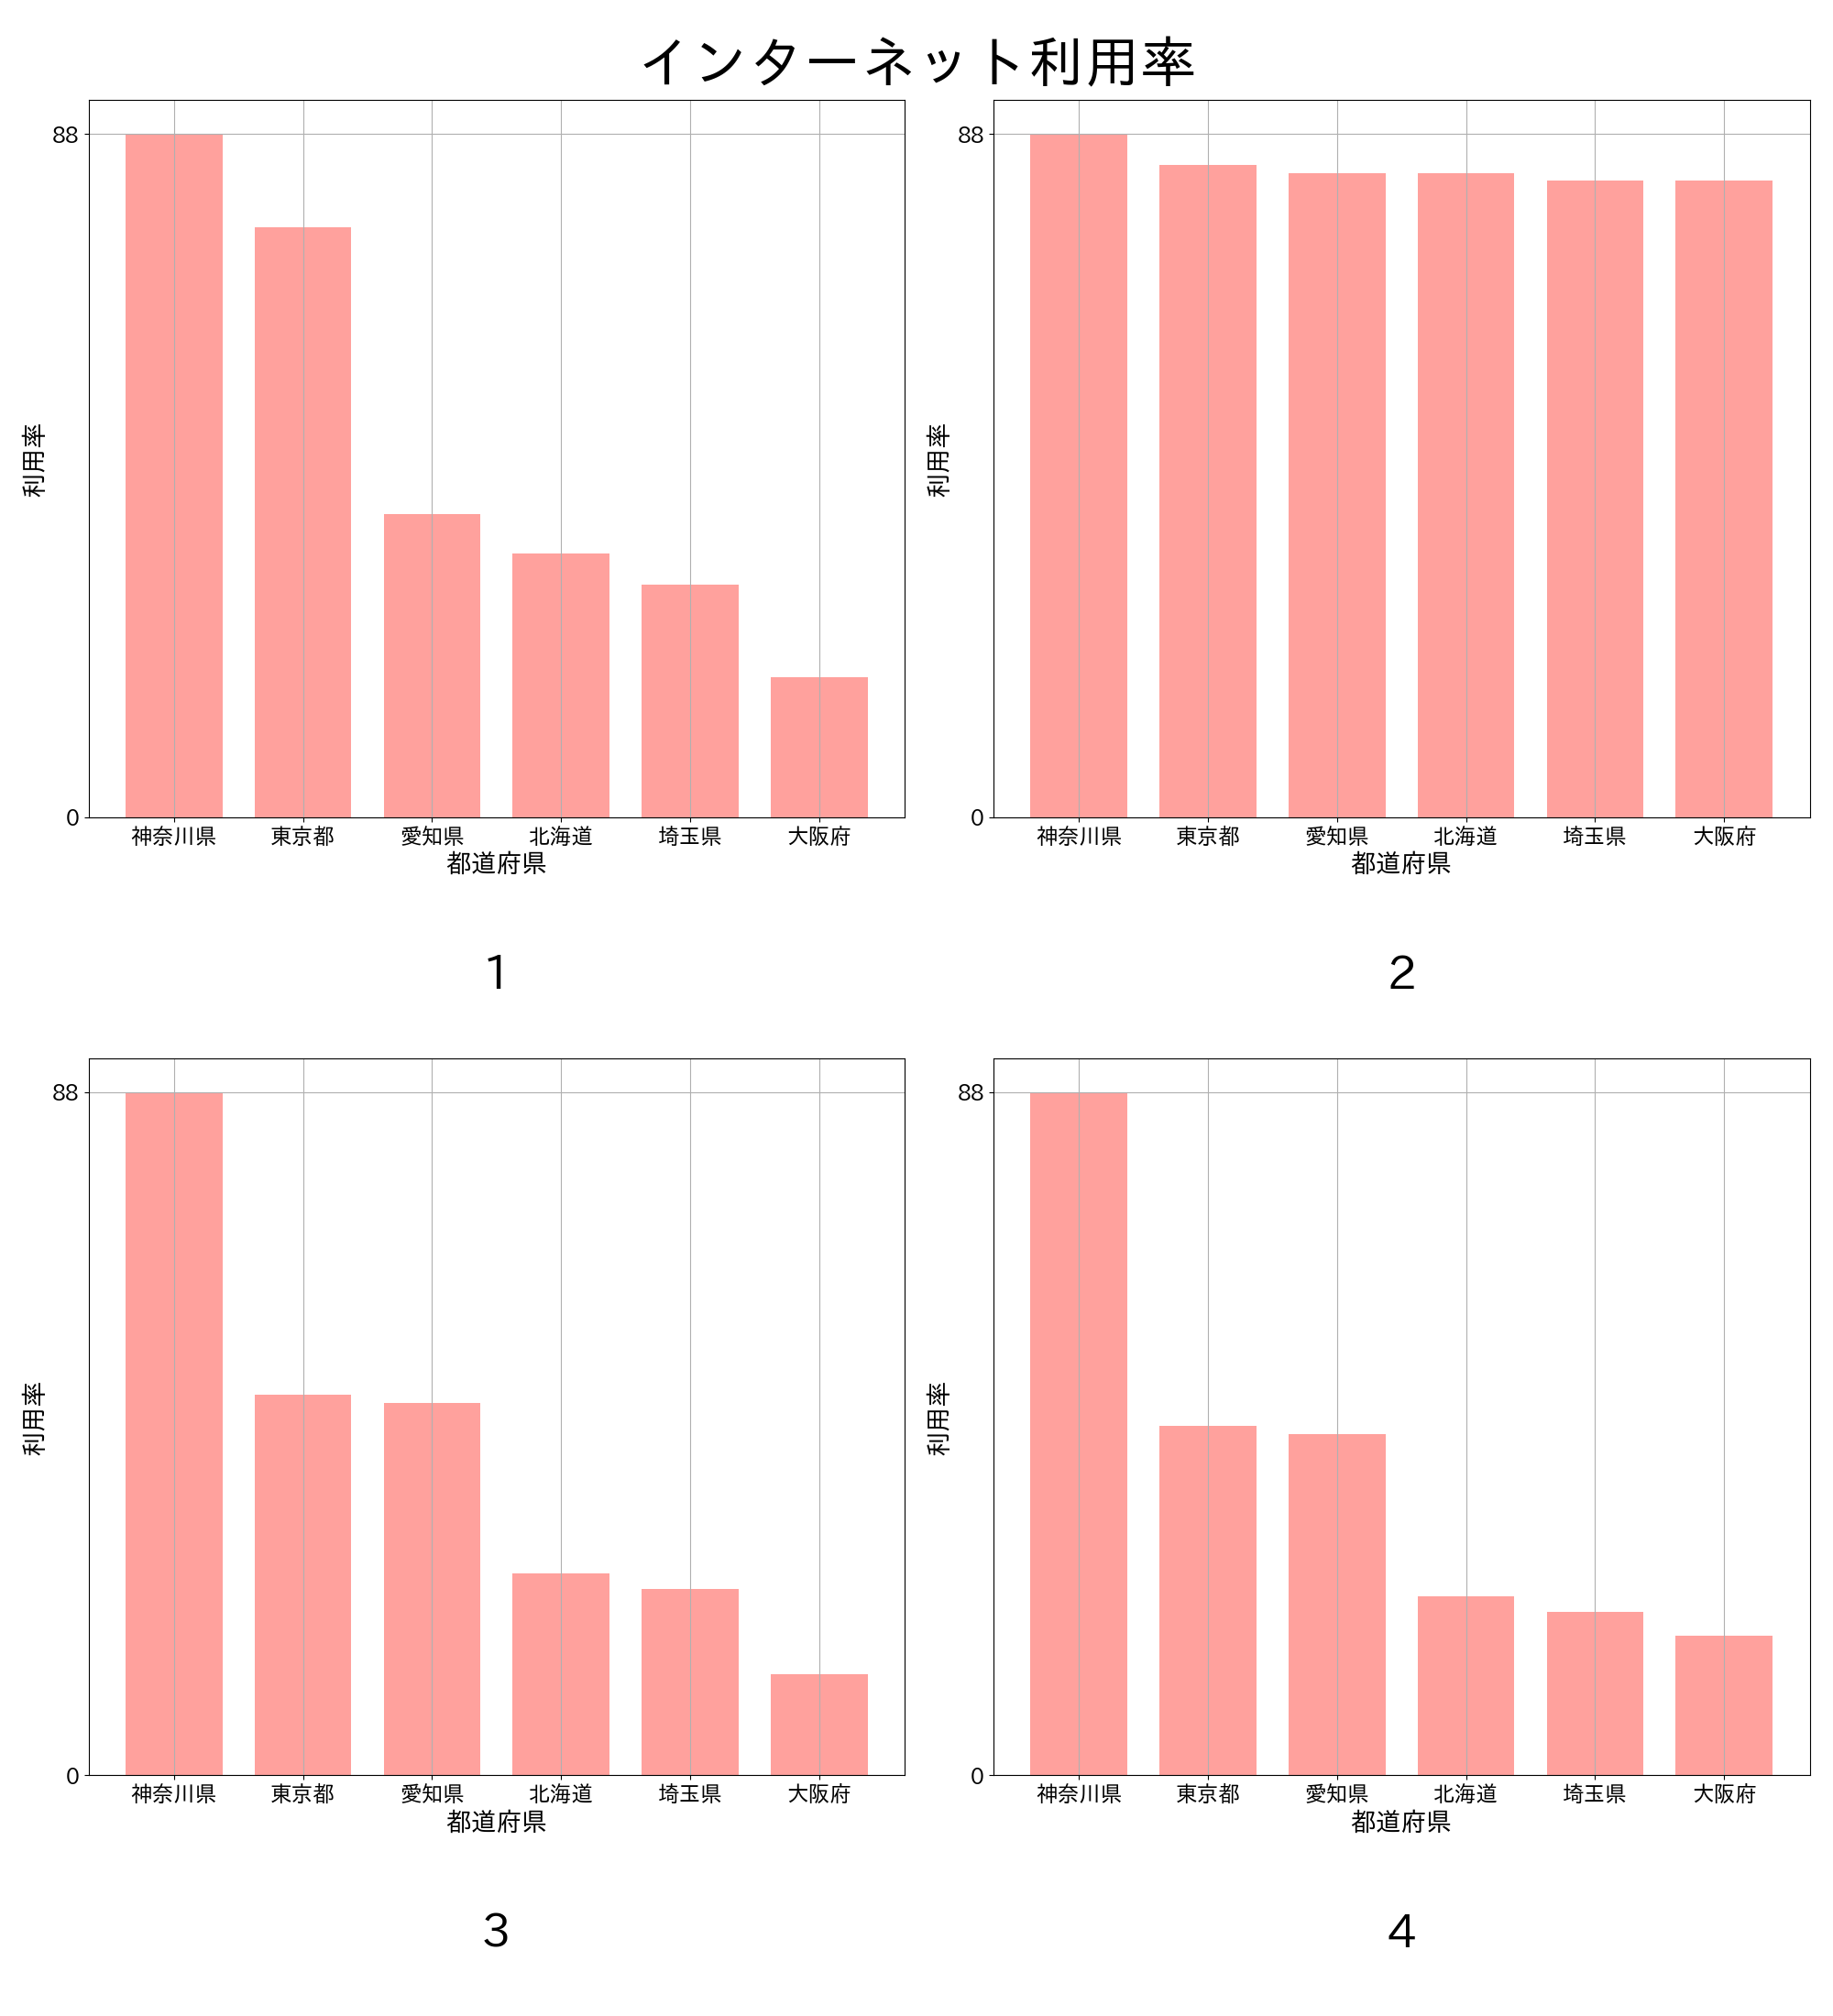 インターネット利用率
88
利用率
0
神奈川県 東京都 愛知県 北海道 埼玉県 大阪府
都道府県
1
88
利用率
0
神奈川県 東京都 愛知県 北海道 埼玉県 大阪府
都道府県
2
88
利用率
0
神奈川県 東京都 愛知県 北海道 埼玉県 大阪府
都道府県
3
88
利用率
0
神奈川県 東京都 愛知県 北海道 埼玉県 大阪府
都道府県
4